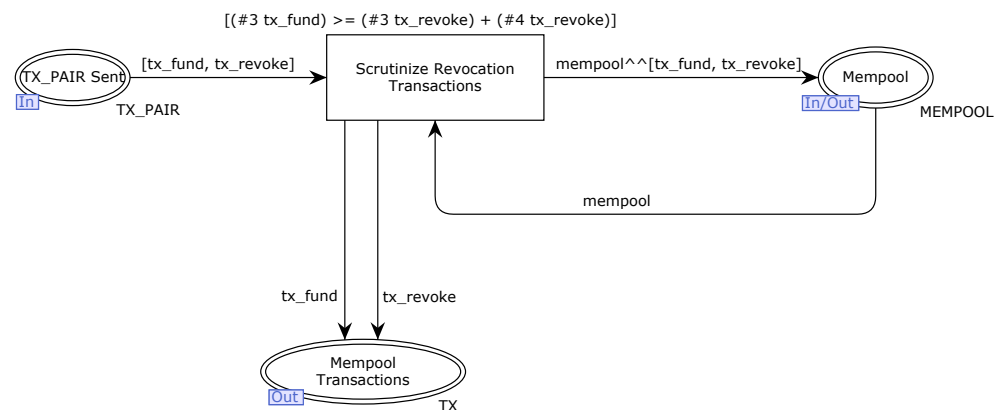 [(#3 tx_fund) >= (#3 tx_revoke) + (#4 tx_revoke)]
TX_PAIR Sent
In
TX_PAIR
[tx_fund, tx_revoke]
Scrutinize Revocation
Transactions
mempool^^[tx_fund, tx_revoke]
Mempool
In/Out
MEMPOOL
mempool
tx_fund
tx_revoke
Mempool
Transactions
Out
TX